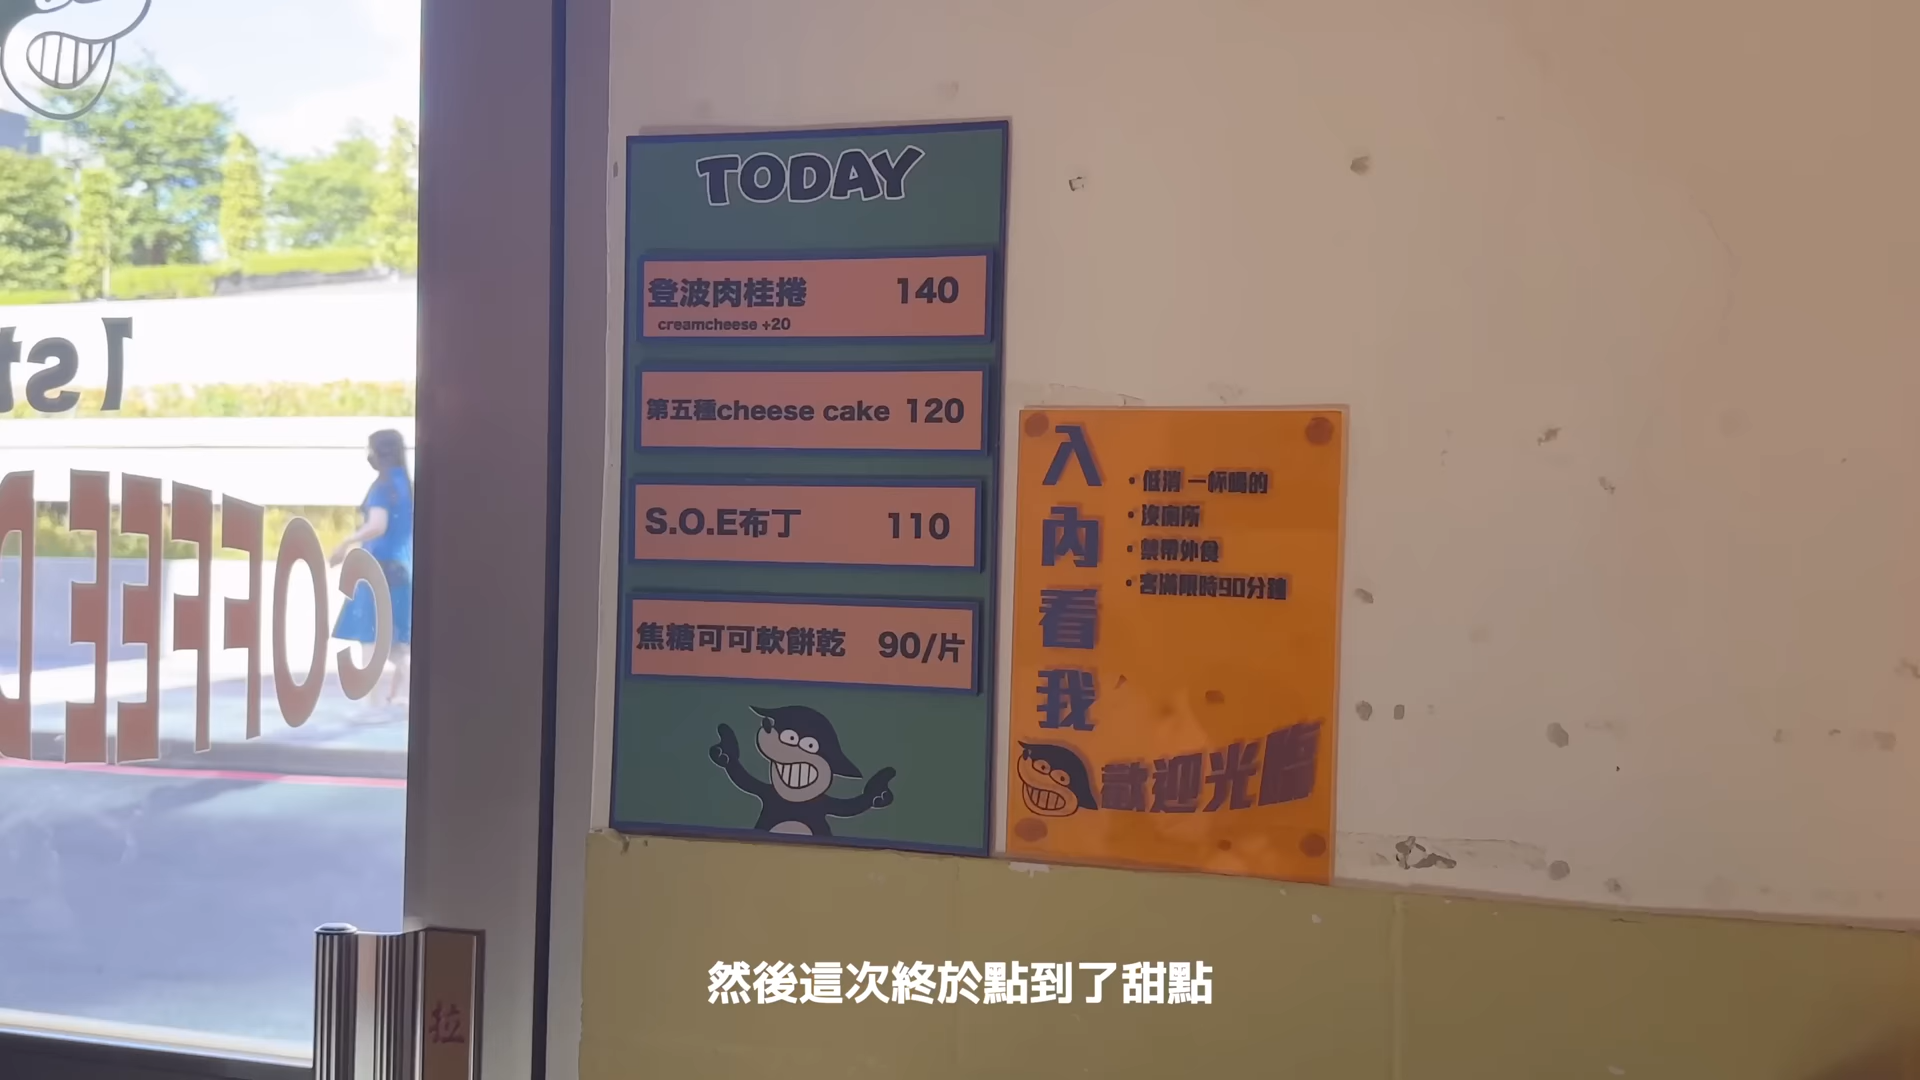 TODAY
登波肉桂捲 140
creamcheese +20
第五種cheese cake 120
S.O.E布丁 110
焦糖可可軟餅乾 90/片
入內看我
・低消 一杯喝的
・沒廁所
・禁帶外食
・客滿限時90分鐘
歡迎光臨
1st
COFFEE
拉
然後這次終於點到了甜點